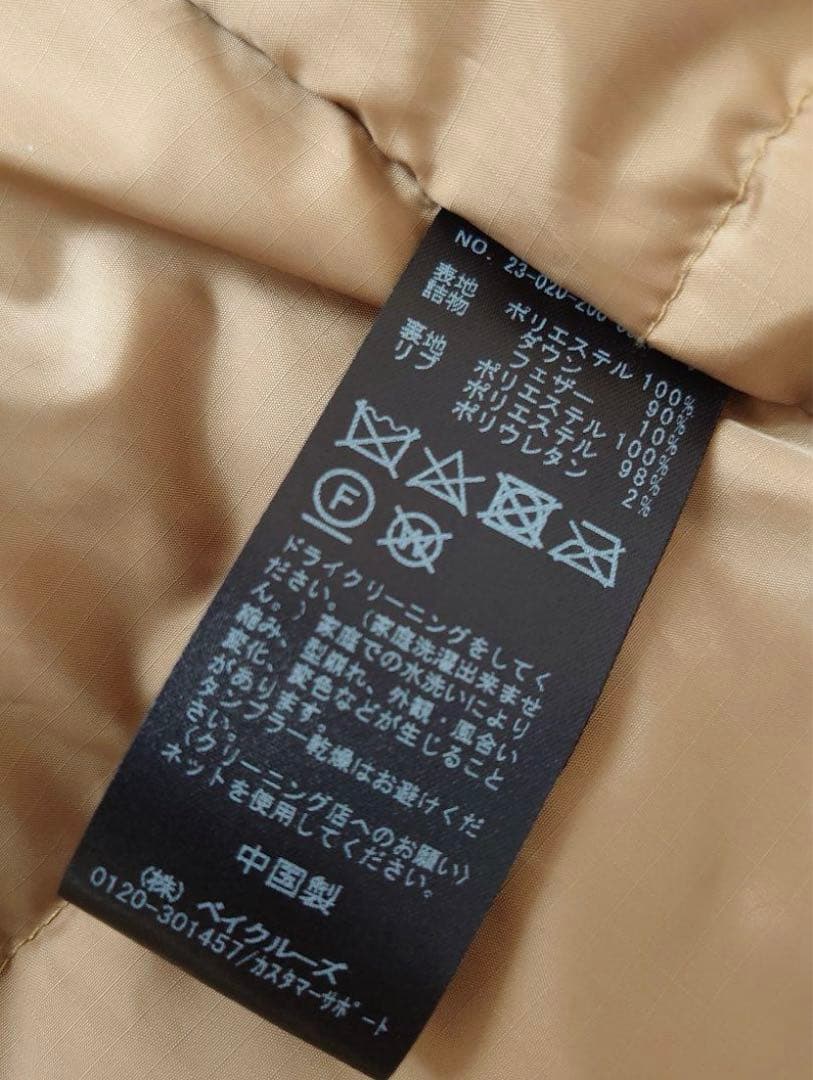 NO. 23-020-200-
表地 ポリエステル 100%
詰物 ダウン 90%
フェザー 10%
裏地 ポリエステル 100%
リブ ポリエステル 98%
ポリウレタン 2%
F
W
ドライクリーニングをしてく
ださい。(家庭洗濯出来ませ
ん。)家庭での水洗いにより
縮み、型崩れ、外観・風合い
変化、変色などが生じること
があります。
タンブラー乾燥はお避けくだ
さい。
〈クリーニング店へのお願い〉
ネットを使用してください。
中国製
(株) ベイクルーズ
0120-301457/カスタマーサポート